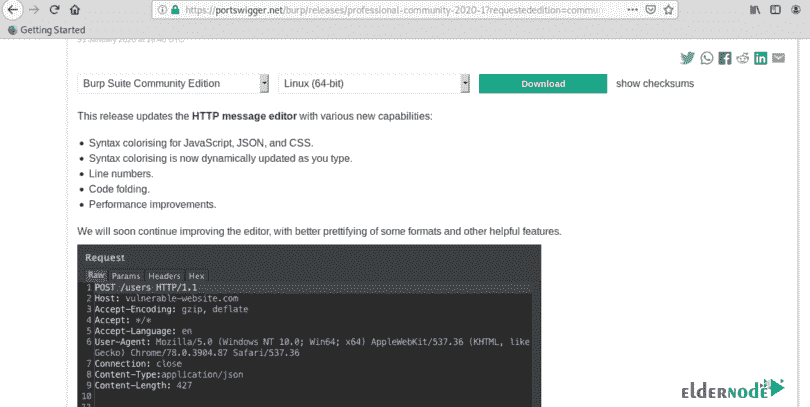 https://portswigger.net/burp/releases/professional-community-2020-1?requestededition=commu
Getting Started
31 January 2020 at 16:40 UTC
Burp Suite Community Edition
Linux (64-bit)
Download
show checksums
This release updates the HTTP message editor with various new capabilities:
Syntax colorising for JavaScript, JSON, and CSS.
Syntax colorising is now dynamically updated as you type.
Line numbers.
Code folding.
Performance improvements.
We will soon continue improving the editor, with better prettifying of some formats and other helpful features.
Request
Raw Params Headers Hex
1 POST /users HTTP/1.1
2 Host: vulnerable-website.com
3 Accept-Encoding: gzip, deflate
4 Accept: */*
5 Accept-Language: en
6 User-Agent: Mozilla/5.0 (Windows NT 10.0; Win64; x64) AppleWebKit/537.36 (KHTML, like
Gecko) Chrome/78.0.3904.87 Safari/537.36
7 Connection: close
8 Content-Type:application/json
9 Content-Length: 427
10
11
ELDERNODE